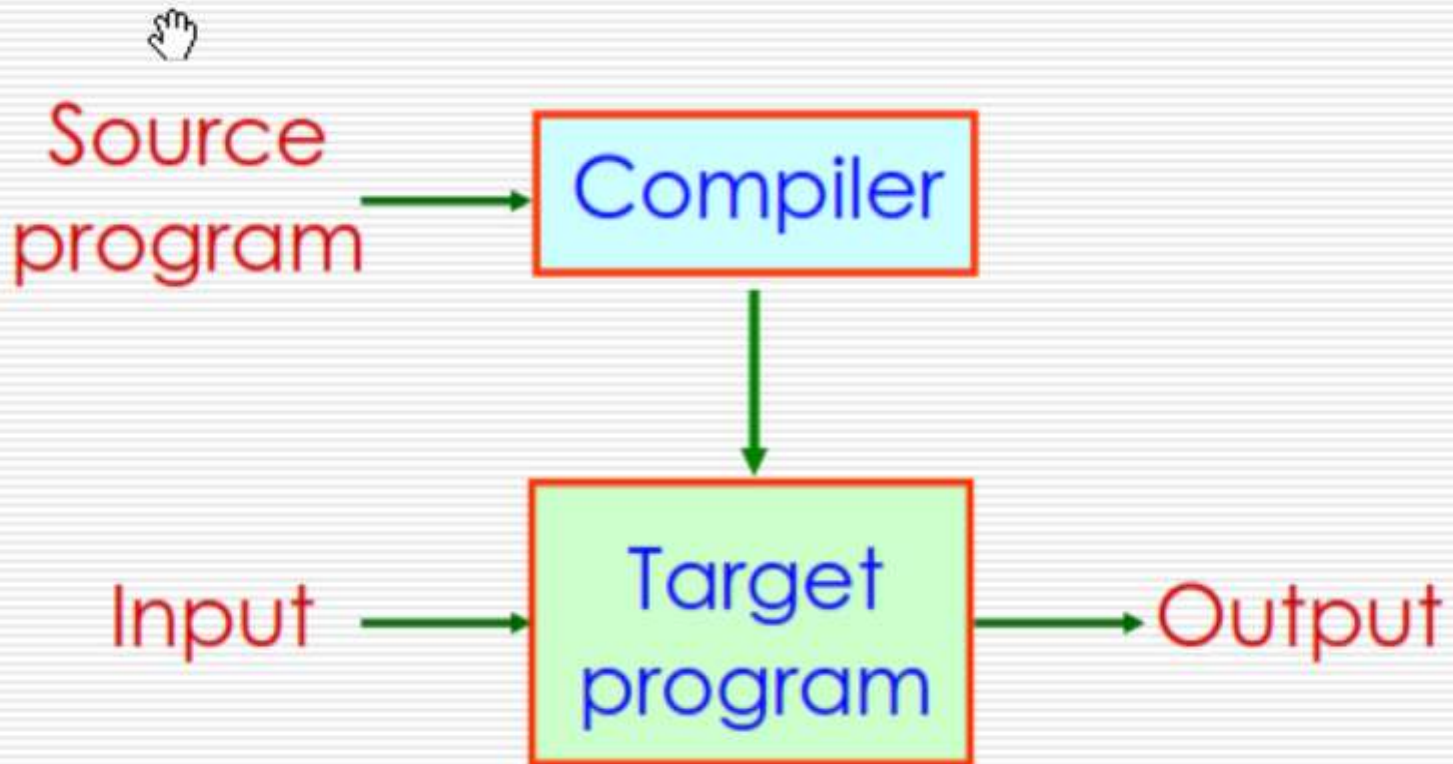 Source
program
Compiler
Input
Target
program
Output